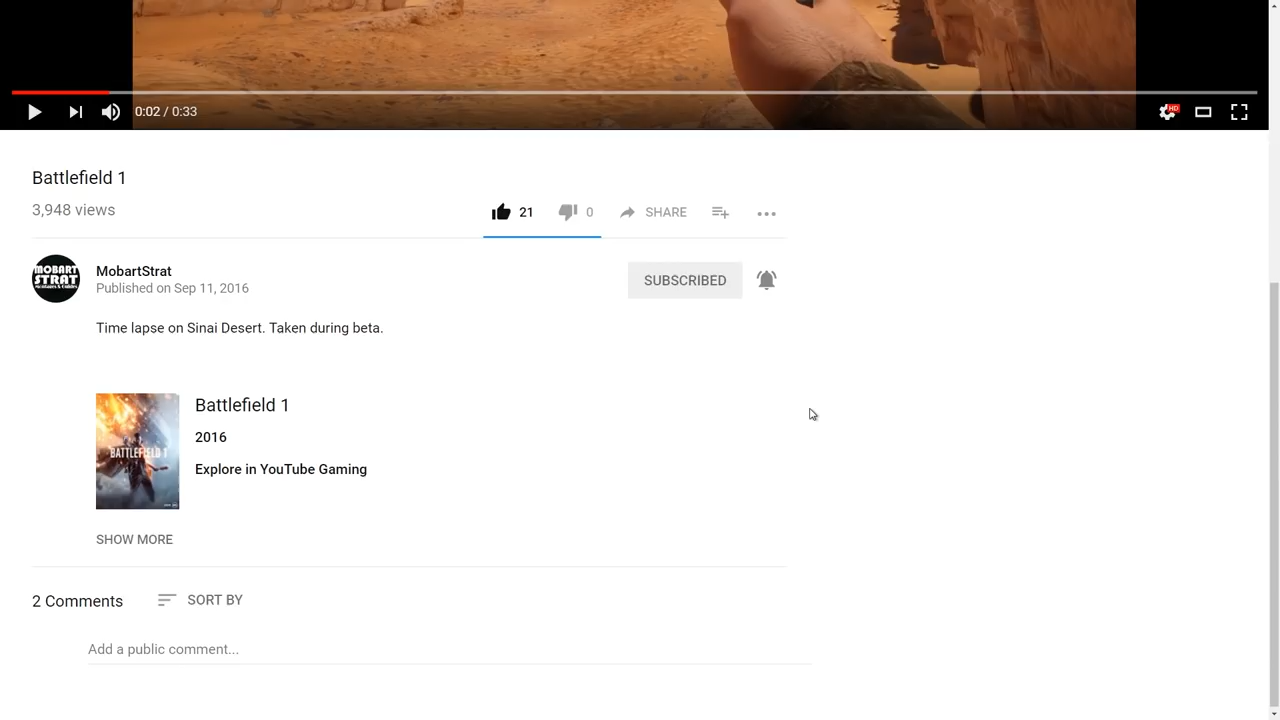 0:02 / 0:33
HD
Battlefield 1
3,948 views
21
0
SHARE
MOBART
STRAT
MobartStrat
Published on Sep 11, 2016
SUBSCRIBED
Time lapse on Sinai Desert. Taken during beta.
BATTLEFIELD 1
Battlefield 1
2016
Explore in YouTube Gaming
SHOW MORE
2 Comments
SORT BY
Add a public comment...